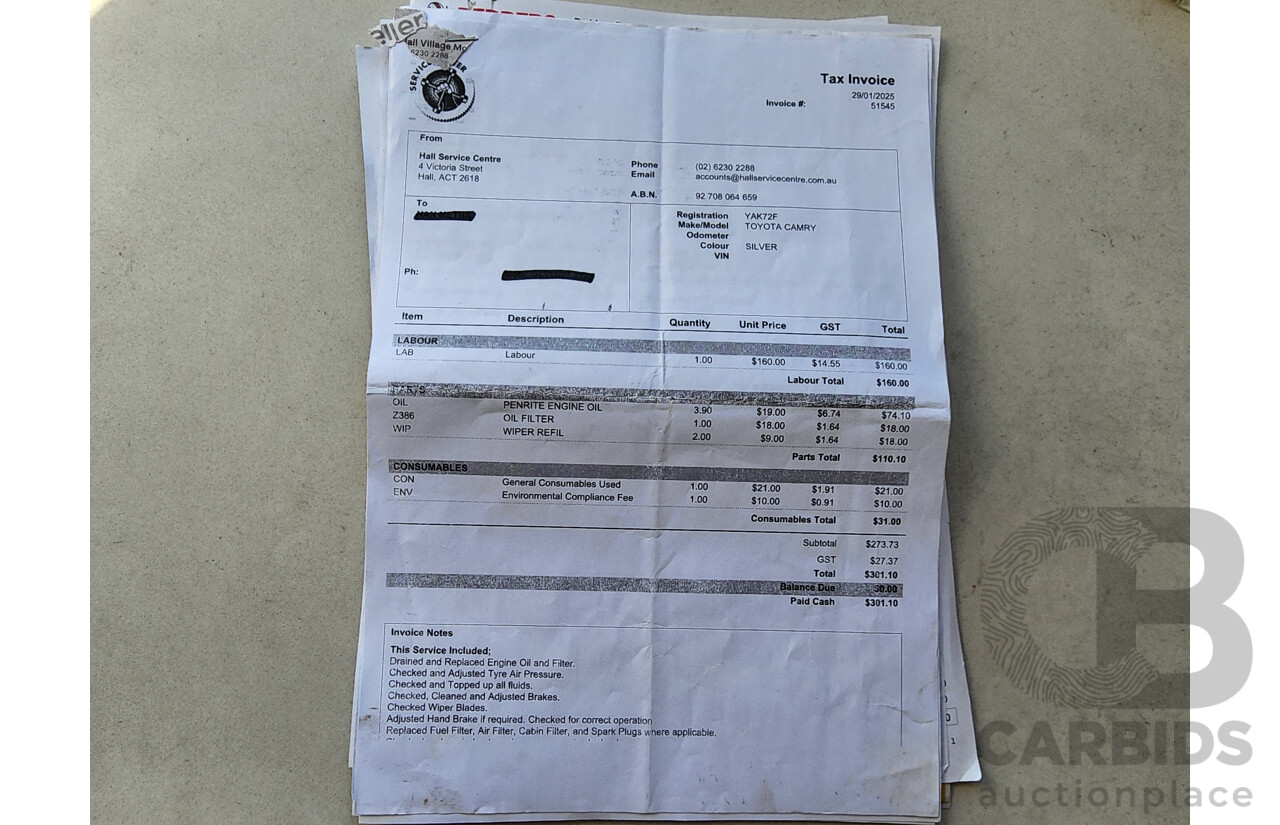 eller
all Village Mo
6230 2288
SERVIC
ER
Tax Invoice
29/01/2025
Invoice #: 51545
From
Hall Service Centre
4 Victoria Street
Hall, ACT 2618
Phone (02) 6230 2288
Email accounts@hallservicecentre.com.au
A.B.N. 92 708 064 659
To
Ph:
Registration YAK72F
Make/Model TOYOTA CAMRY
Odometer
Colour SILVER
VIN
Item Description Quantity Unit Price GST Total
LABOUR
LAB Labour 1.00 $160.00 $14.55 $160.00
Labour Total $160.00
PARTS
OIL PENRITE ENGINE OIL 3.90 $19.00 $6.74 $74.10
Z386 OIL FILTER 1.00 $18.00 $1.64 $18.00
WIP WIPER REFIL 2.00 $9.00 $1.64 $18.00
Parts Total $110.10
CONSUMABLES
CON General Consumables Used 1.00 $21.00 $1.91 $21.00
ENV Environmental Compliance Fee 1.00 $10.00 $0.91 $10.00
Consumables Total $31.00
Subtotal $273.73
GST $27.37
Total $301.10
Balance Due $0.00
Paid Cash $301.10
Invoice Notes
This Service Included;
Drained and Replaced Engine Oil and Filter.
Checked and Adjusted Tyre Air Pressure.
Checked and Topped up all fluids.
Checked, Cleaned and Adjusted Brakes.
Checked Wiper Blades.
Adjusted Hand Brake if required. Checked for correct operation
Replaced Fuel Filter, Air Filter, Cabin Filter, and Spark Plugs where applicable.
CARBIDS
auctionplace